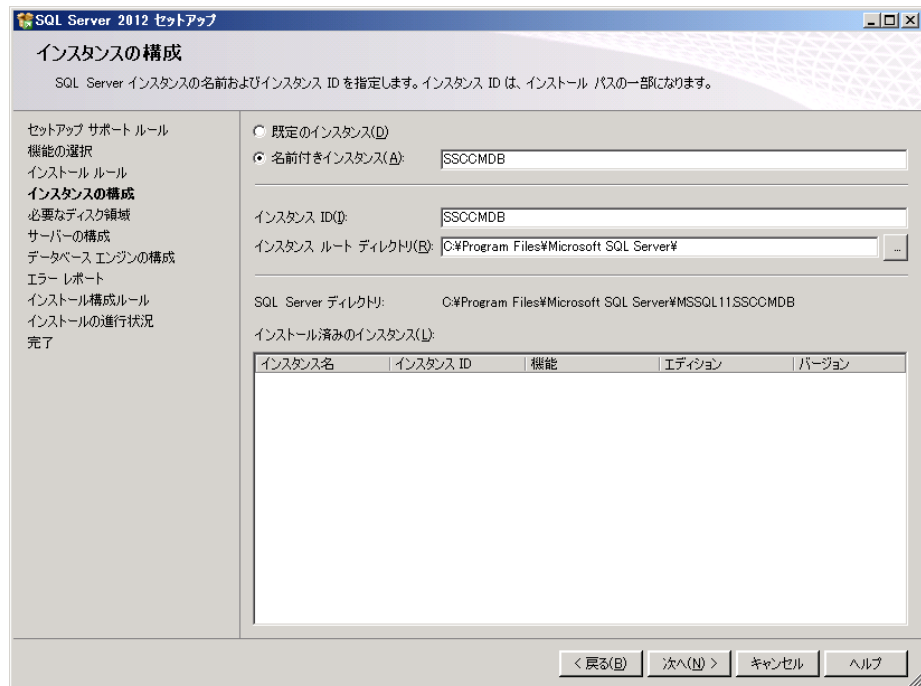 SQL Server 2012 セットアップ
インスタンスの構成
SQL Server インスタンスの名前およびインスタンス ID を指定します。インスタンス ID は、インストール パスの一部になります。
セットアップ サポート ルール
機能の選択
インストール ルール
インスタンスの構成
必要なディスク領域
サーバーの構成
データベース エンジンの構成
エラー レポート
インストール構成ルール
インストールの進行状況
完了
既定のインスタンス(D)
名前付きインスタンス(A): SSCCMDB
インスタンス ID(I): SSCCMDB
インスタンス ルート ディレクトリ(R): C:¥Program Files¥Microsoft SQL Server¥ ...
SQL Server ディレクトリ: C:¥Program Files¥Microsoft SQL Server¥MSSQL11.SSCCMDB
インストール済みのインスタンス(L):
インスタンス名 インスタンス ID 機能 エディション バージョン
< 戻る(B) 次へ(N) > キャンセル ヘルプ